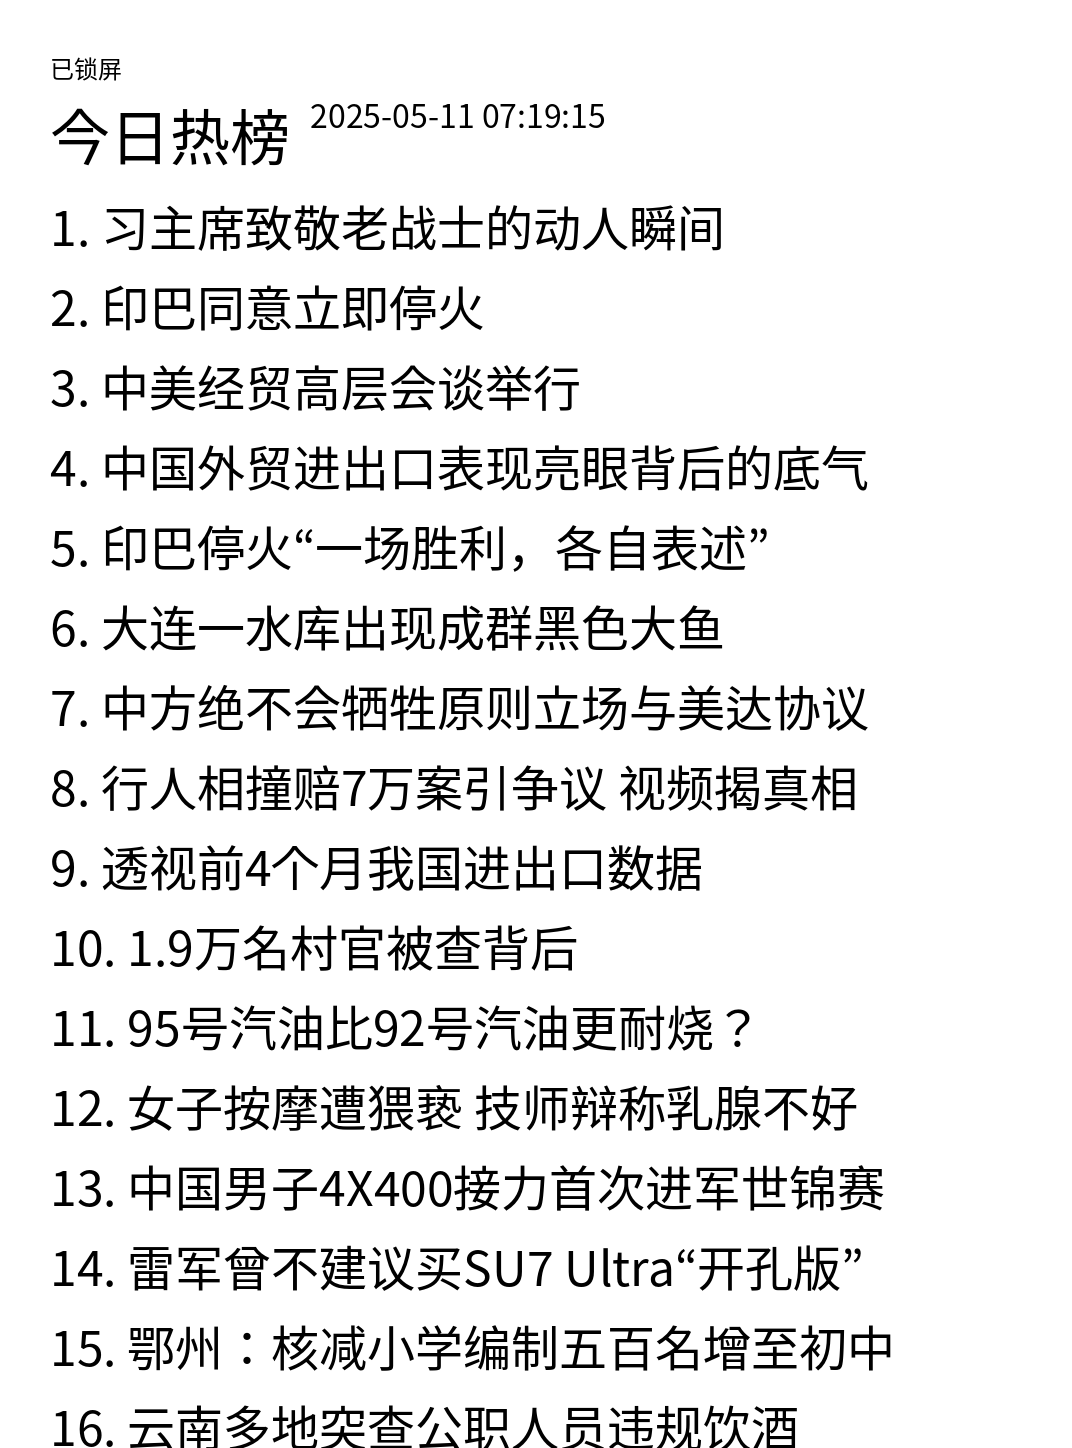 已锁屏
今日热榜 2025-05-11 07:19:15
1. 习主席致敬老战士的动人瞬间
2. 印巴同意立即停火
3. 中美经贸高层会谈举行
4. 中国外贸进出口表现亮眼背后的底气
5. 印巴停火“一场胜利，各自表述”
6. 大连一水库出现成群黑色大鱼
7. 中方绝不会牺牲原则立场与美达协议
8. 行人相撞赔7万案引争议 视频揭真相
9. 透视前4个月我国进出口数据
10. 1.9万名村官被查背后
11. 95号汽油比92号汽油更耐烧？
12. 女子按摩遭猥亵 技师辩称乳腺不好
13. 中国男子4X400接力首次进军世锦赛
14. 雷军曾不建议买SU7 Ultra“开孔版”
15. 鄂州：核减小学编制五百名增至初中
16. 云南多地突查公职人员违规饮酒